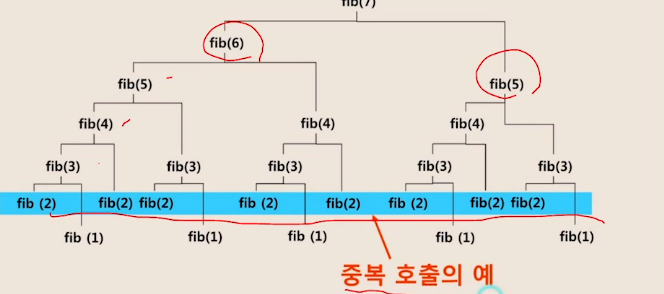 fib(7)
fib(6)
fib(5) fib(5)
fib(4) fib(4) fib(4)
fib(3) fib(3) fib(3) fib(3) fib(3)
fib (2) fib(2) fib(2) fib (2) fib(2) fib (2) fib(2) fib(2)
fib (1) fib(1) fib (1) fib (1) fib(1)
중복 호출의 예